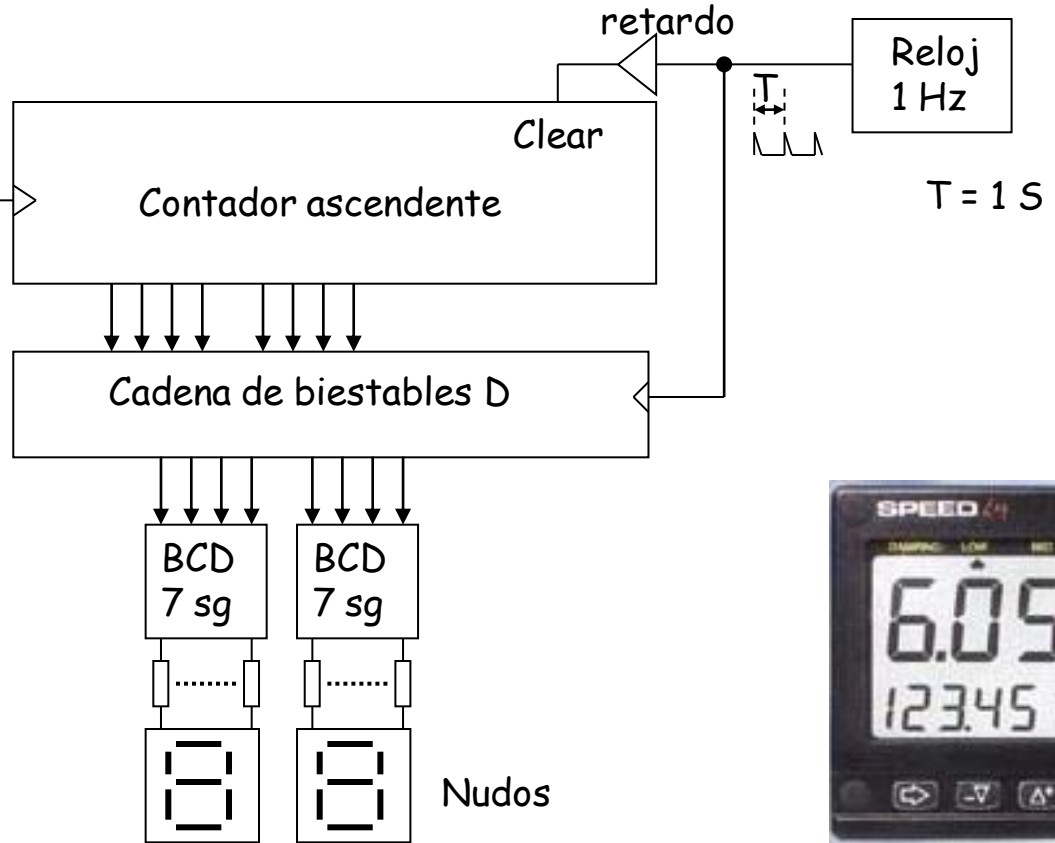 retardo
Reloj
1 Hz
T
Clear
T = 1 S
Contador ascendente
Cadena de biestables D
BCD
7 sg
BCD
7 sg
Nudos
SPEED
LOW
6.05
123.45